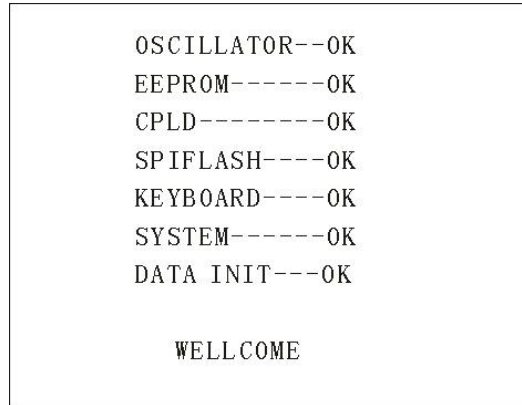 OSCILLATOR--OK
EEPROM------OK
CPLD--------OK
SPIFLASH----OK
KEYBOARD----OK
SYSTEM------OK
DATA INIT---OK
WELLCOME